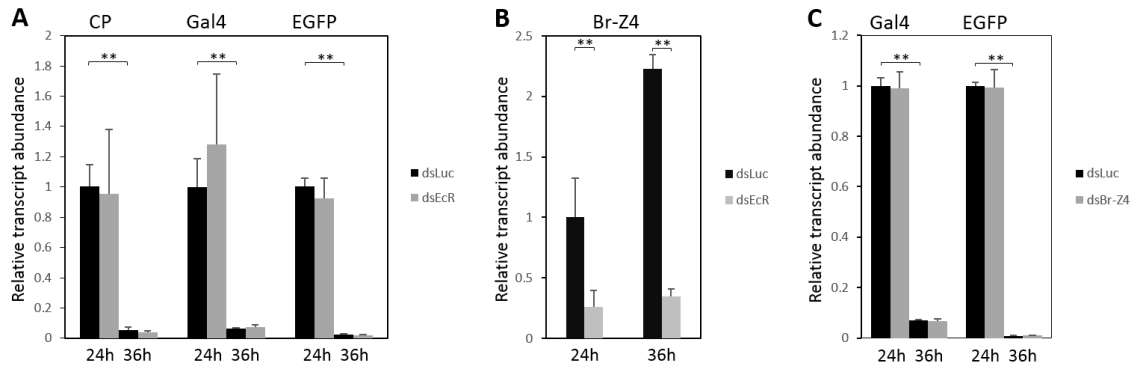 A
CP Gal4 EGFP
Relative transcript abundance
2
1.8
1.6
1.4
1.2
1
0.8
0.6
0.4
0.2
0
** ** **
24h 36h 24h 36h 24h 36h
dsLuc
dsEcR
B
Br-Z4
Relative transcript abundance
2.5
2
1.5
1
0.5
0
** **
24h 36h
dsLuc
dsEcR
C
Gal4 EGFP
Relative transcript abundance
1.2
1
0.8
0.6
0.4
0.2
0
** **
24h 36h 24h 36h
dsLuc
dsBr-Z4